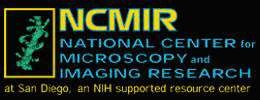 NCMIR
NATIONAL CENTER for
MICROSCOPY and
IMAGING RESEARCH
at San Diego, an NIH supported resource center